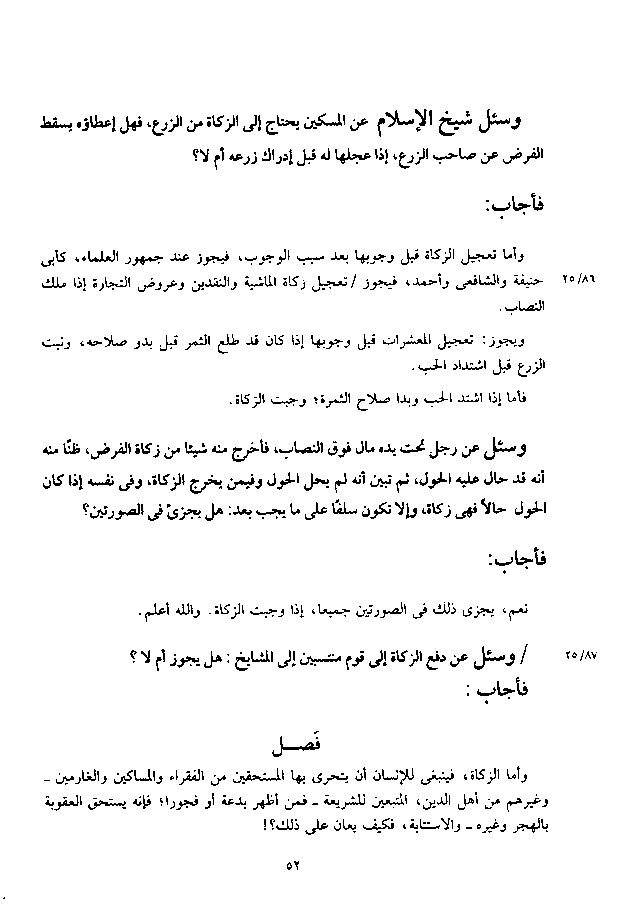 وسئل شيخ الإسلام عن المسكين يحتاج إلى الزكاة من الزرع، فهل إعطاؤه يسقط
الفرض عن صاحب الزرع، إذا عجلها له قبل إدراك زرعه أم لا؟
فأجاب:
وأما تعجيل الزكاة قبل وجوبها بعد سبب الوجوب، فيجوز عند جمهور العلماء، كأبى
٢٥/٨٦ حنيفة والشافعى وأحمد، فيجوز / تعجيل زكاة الماشية والنقدين وعروض التجارة إذا ملك
النصاب.
ويجوز: تعجيل المعشرات قبل وجوبها إذا كان قد طلع الثمر قبل بدو صلاحه، ونبت
الزرع قبل اشتداد الحب.
فأما إذا اشتد الحب وبدا صلاح الثمرة؛ وجبت الزكاة.
وسئل عن رجل تحت يده مال فوق النصاب، فأخرج منه شيئا من زكاة الفرض، ظنًا منه
أنه قد حال عليه الحول، ثم تبين أنه لم يحل الحول وفيمن يخرج الزكاة، وفى نفسه إذا كان
الحول حالاً فهى زكاة، وإلا تكون سلفًا على ما يجب بعد: هل يجزئ فى الصورتين؟
فأجاب:
نعم، يجزى ذلك فى الصورتين جميعا، إذا وجبت الزكاة. والله أعلم.
٢٥/٨٧ / وسئل عن دفع الزكاة إلى قوم منتسبين إلى المشايخ : هل يجوز أم لا ؟
فأجاب :
فَصـــل
وأما الزكاة، فينبغى للإنسان أن يتحرى بها المستحقين من الفقراء والمساكين والغارمين ـ
وغيرهم من أهل الدين، المتبعين للشريعة ـ فمن أظهر بدعة أو فجورا؛ فإنه يستحق العقوبة
بالهجر وغيره ـ والاستتابة، فكيف يعان على ذلك؟!
٥٢